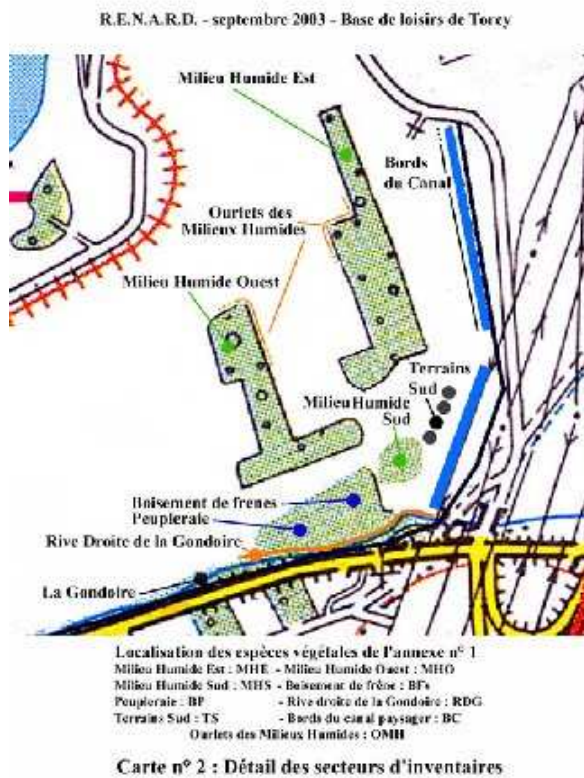 R.E.N.A.R.D. - septembre 2003 - Base de loisirs de Torcy
Milieu Humide Est
Bords
du Canal
Ourlets des
Milieux Humides
Milieu Humide Ouest
Terrains
Sud
Milieu Humide
Sud
Boisement de frenes
Peupleraie
Rive Droite de la Gondoire
La Gondoire
Localisation des espèces végétales de l'annexe n° 1
Milieu Humide Est : MHE - Milieu Humide Ouest : MHO
Milieu Humide Sud : MHS - Boisement de frêne : BFs
Peupleraie : BP - Rive droite de la Gondoire : RDG
Terrains Sud : TS - Bords du canal paysager : BC
Ourlets des Milieux Humides : OMH
Carte n° 2 : Détail des secteurs d'inventaires